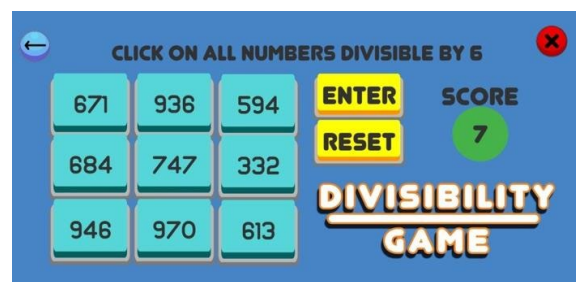 CLICK ON ALL NUMBERS DIVISIBLE BY 6
671 936 594
684 747 332
946 970 613
ENTER
RESET
SCORE
7
DIVISIBILITY
GAME